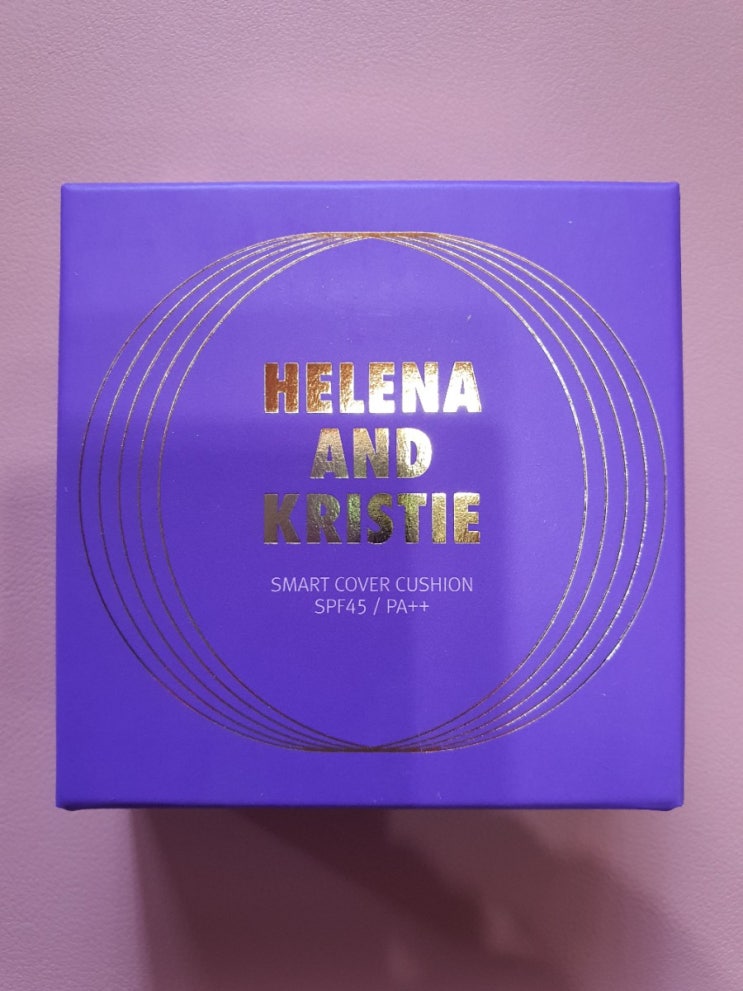 HELENA
AND
KRISTIE
SMART COVER CUSHION
SPF45 / PA++